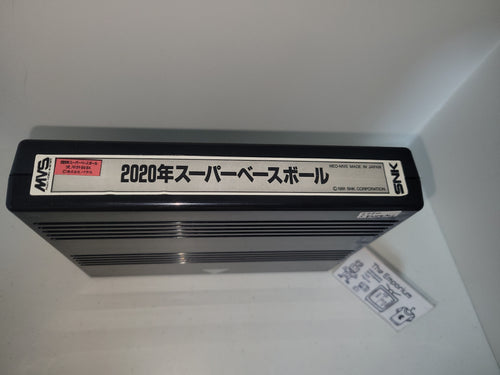 MVS
2020年スーパーベースボール
NEO-MVS MADE IN JAPAN
© 1991 SNK CORPORATION
SNK
The Emporium